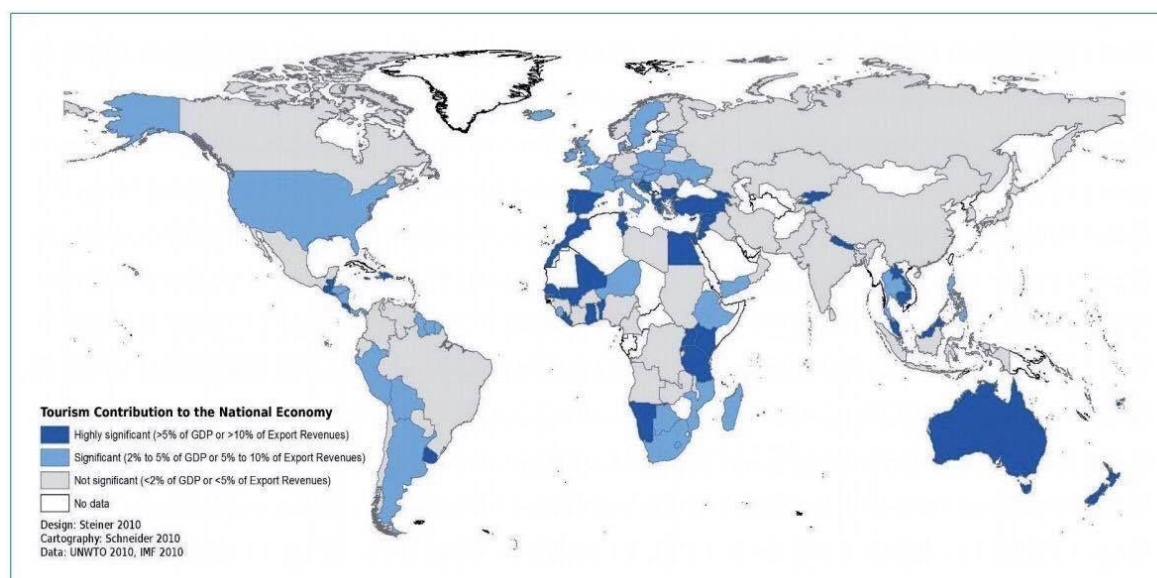 Tourism Contribution to the National Economy
Highly significant (>5% of GDP or >10% of Export Revenues)
Significant (2% to 5% of GDP or 5% to 10% of Export Revenues)
Not significant (<2% of GDP or <5% of Export Revenues)
No data
Design: Steiner 2010
Cartography: Schneider 2010
Data: UNWTO 2010, IMF 2010